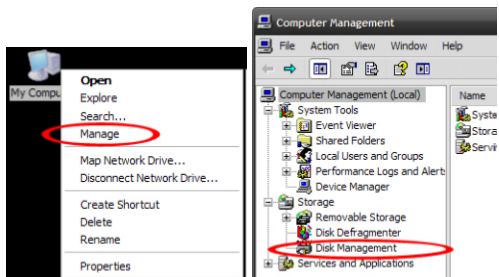 My Compu
Open
Explore
Search...
Manage
Map Network Drive...
Disconnect Network Drive...
Create Shortcut
Delete
Rename
Properties
Computer Management
File Action View Window Help
Computer Management (Local)
System Tools
Event Viewer
Shared Folders
Local Users and Groups
Performance Logs and Alerts
Device Manager
Storage
Removable Storage
Disk Defragmenter
Disk Management
Services and Applications
Name
Syste
Stora
Servi